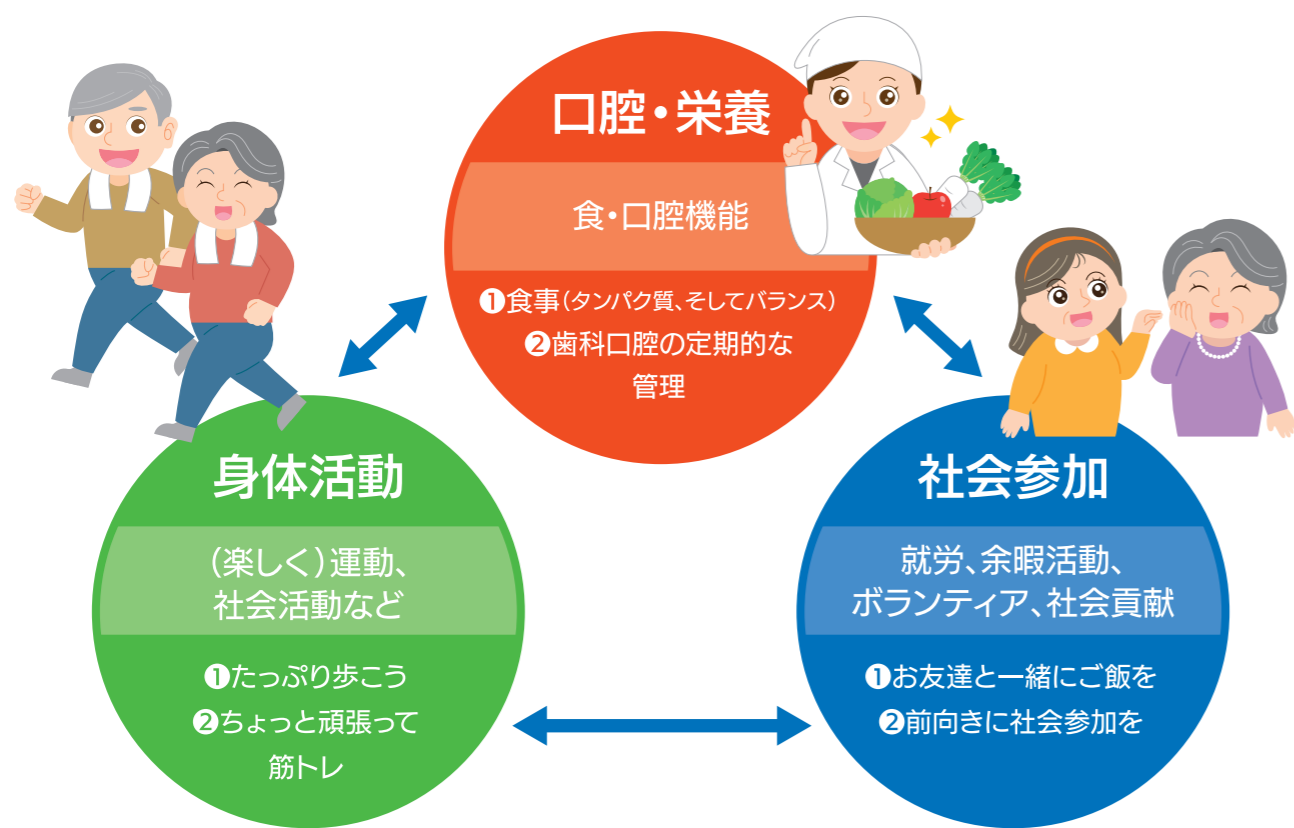 口腔・栄養
食・口腔機能
❶食事(タンパク質、そしてバランス)
❷歯科口腔の定期的な
管理
身体活動
(楽しく)運動、
社会活動など
❶たっぷり歩こう
❷ちょっと頑張って
筋トレ
社会参加
就労、余暇活動、
ボランティア、社会貢献
❶お友達と一緒にご飯を
❷前向きに社会参加を